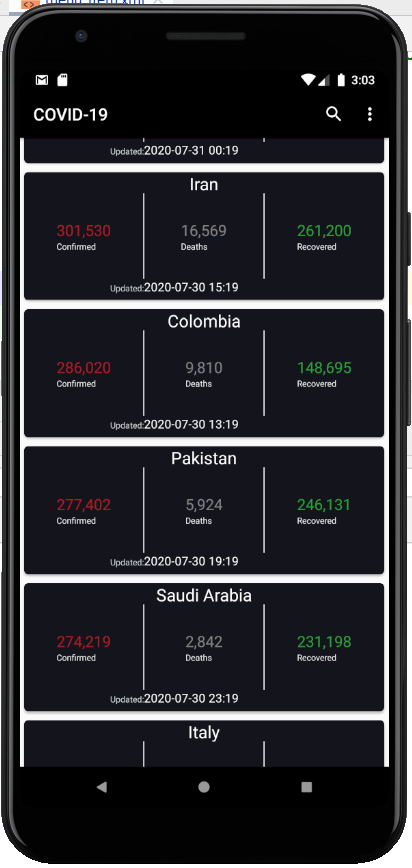 3:03
COVID-19
Updated:2020-07-31 00:19
Iran
301,530 16,569 261,200
Confirmed Deaths Recovered
Updated:2020-07-30 15:19
Colombia
286,020 9,810 148,695
Confirmed Deaths Recovered
Updated:2020-07-30 13:19
Pakistan
277,402 5,924 246,131
Confirmed Deaths Recovered
Updated:2020-07-30 19:19
Saudi Arabia
274,219 2,842 231,198
Confirmed Deaths Recovered
Updated:2020-07-30 23:19
Italy